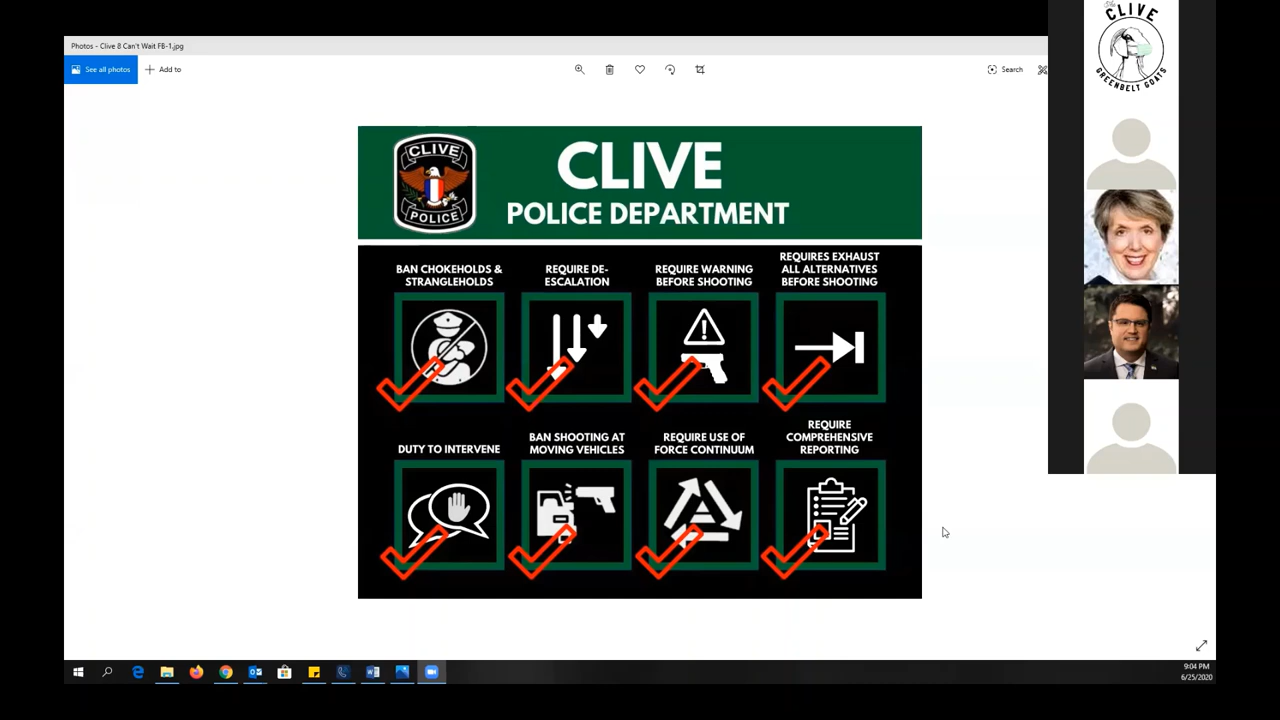 Photos - Clive 8 Can't Wait FB-1.jpg
See all photos
Add to
Search
The
CLIVE
GREENBELT GOATS
CLIVE
POLICE
CLIVE
POLICE DEPARTMENT
BAN CHOKEHOLDS &
STRANGLEHOLDS
REQUIRE DE-
ESCALATION
REQUIRE WARNING
BEFORE SHOOTING
REQUIRES EXHAUST
ALL ALTERNATIVES
BEFORE SHOOTING
DUTY TO INTERVENE
BAN SHOOTING AT
MOVING VEHICLES
REQUIRE USE OF
FORCE CONTINUUM
REQUIRE
COMPREHENSIVE
REPORTING
9:04 PM
6/25/2020